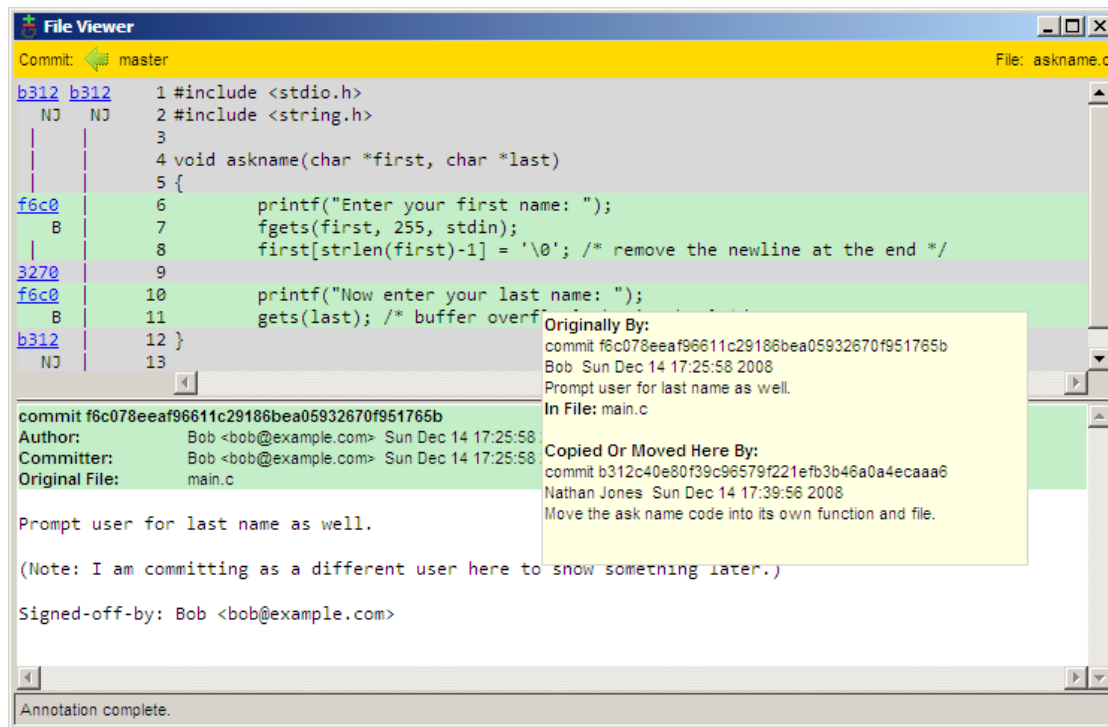 File Viewer
Commit: master File: askname.c
b312 b312 1 #include <stdio.h>
NJ NJ 2 #include <string.h>
| | 3
| | 4 void askname(char *first, char *last)
| | 5 {
f6c0 | 6 printf("Enter your first name: ");
B | 7 fgets(first, 255, stdin);
| | 8 first[strlen(first)-1] = '\0'; /* remove the newline at the end */
3270 | 9
f6c0 | 10 printf("Now enter your last name: ");
B | 11 gets(last); /* buffer overf
b312 | 12 }
NJ | 13
Originally By:
commit f6c078eeaf96611c29186bea05932670f951765b
Bob Sun Dec 14 17:25:58 2008
Prompt user for last name as well.
In File: main.c
Copied Or Moved Here By:
commit b312c40e80f39c96579f221efb3b46a0a4ecaaa6
Nathan Jones Sun Dec 14 17:39:56 2008
Move the ask name code into its own function and file.
commit f6c078eeaf96611c29186bea05932670f951765b
Author: Bob <bob@example.com> Sun Dec 14 17:25:58
Committer: Bob <bob@example.com> Sun Dec 14 17:25:58
Original File: main.c
Prompt user for last name as well.
(Note: I am committing as a different user here to show something later.)
Signed-off-by: Bob <bob@example.com>
Annotation complete.